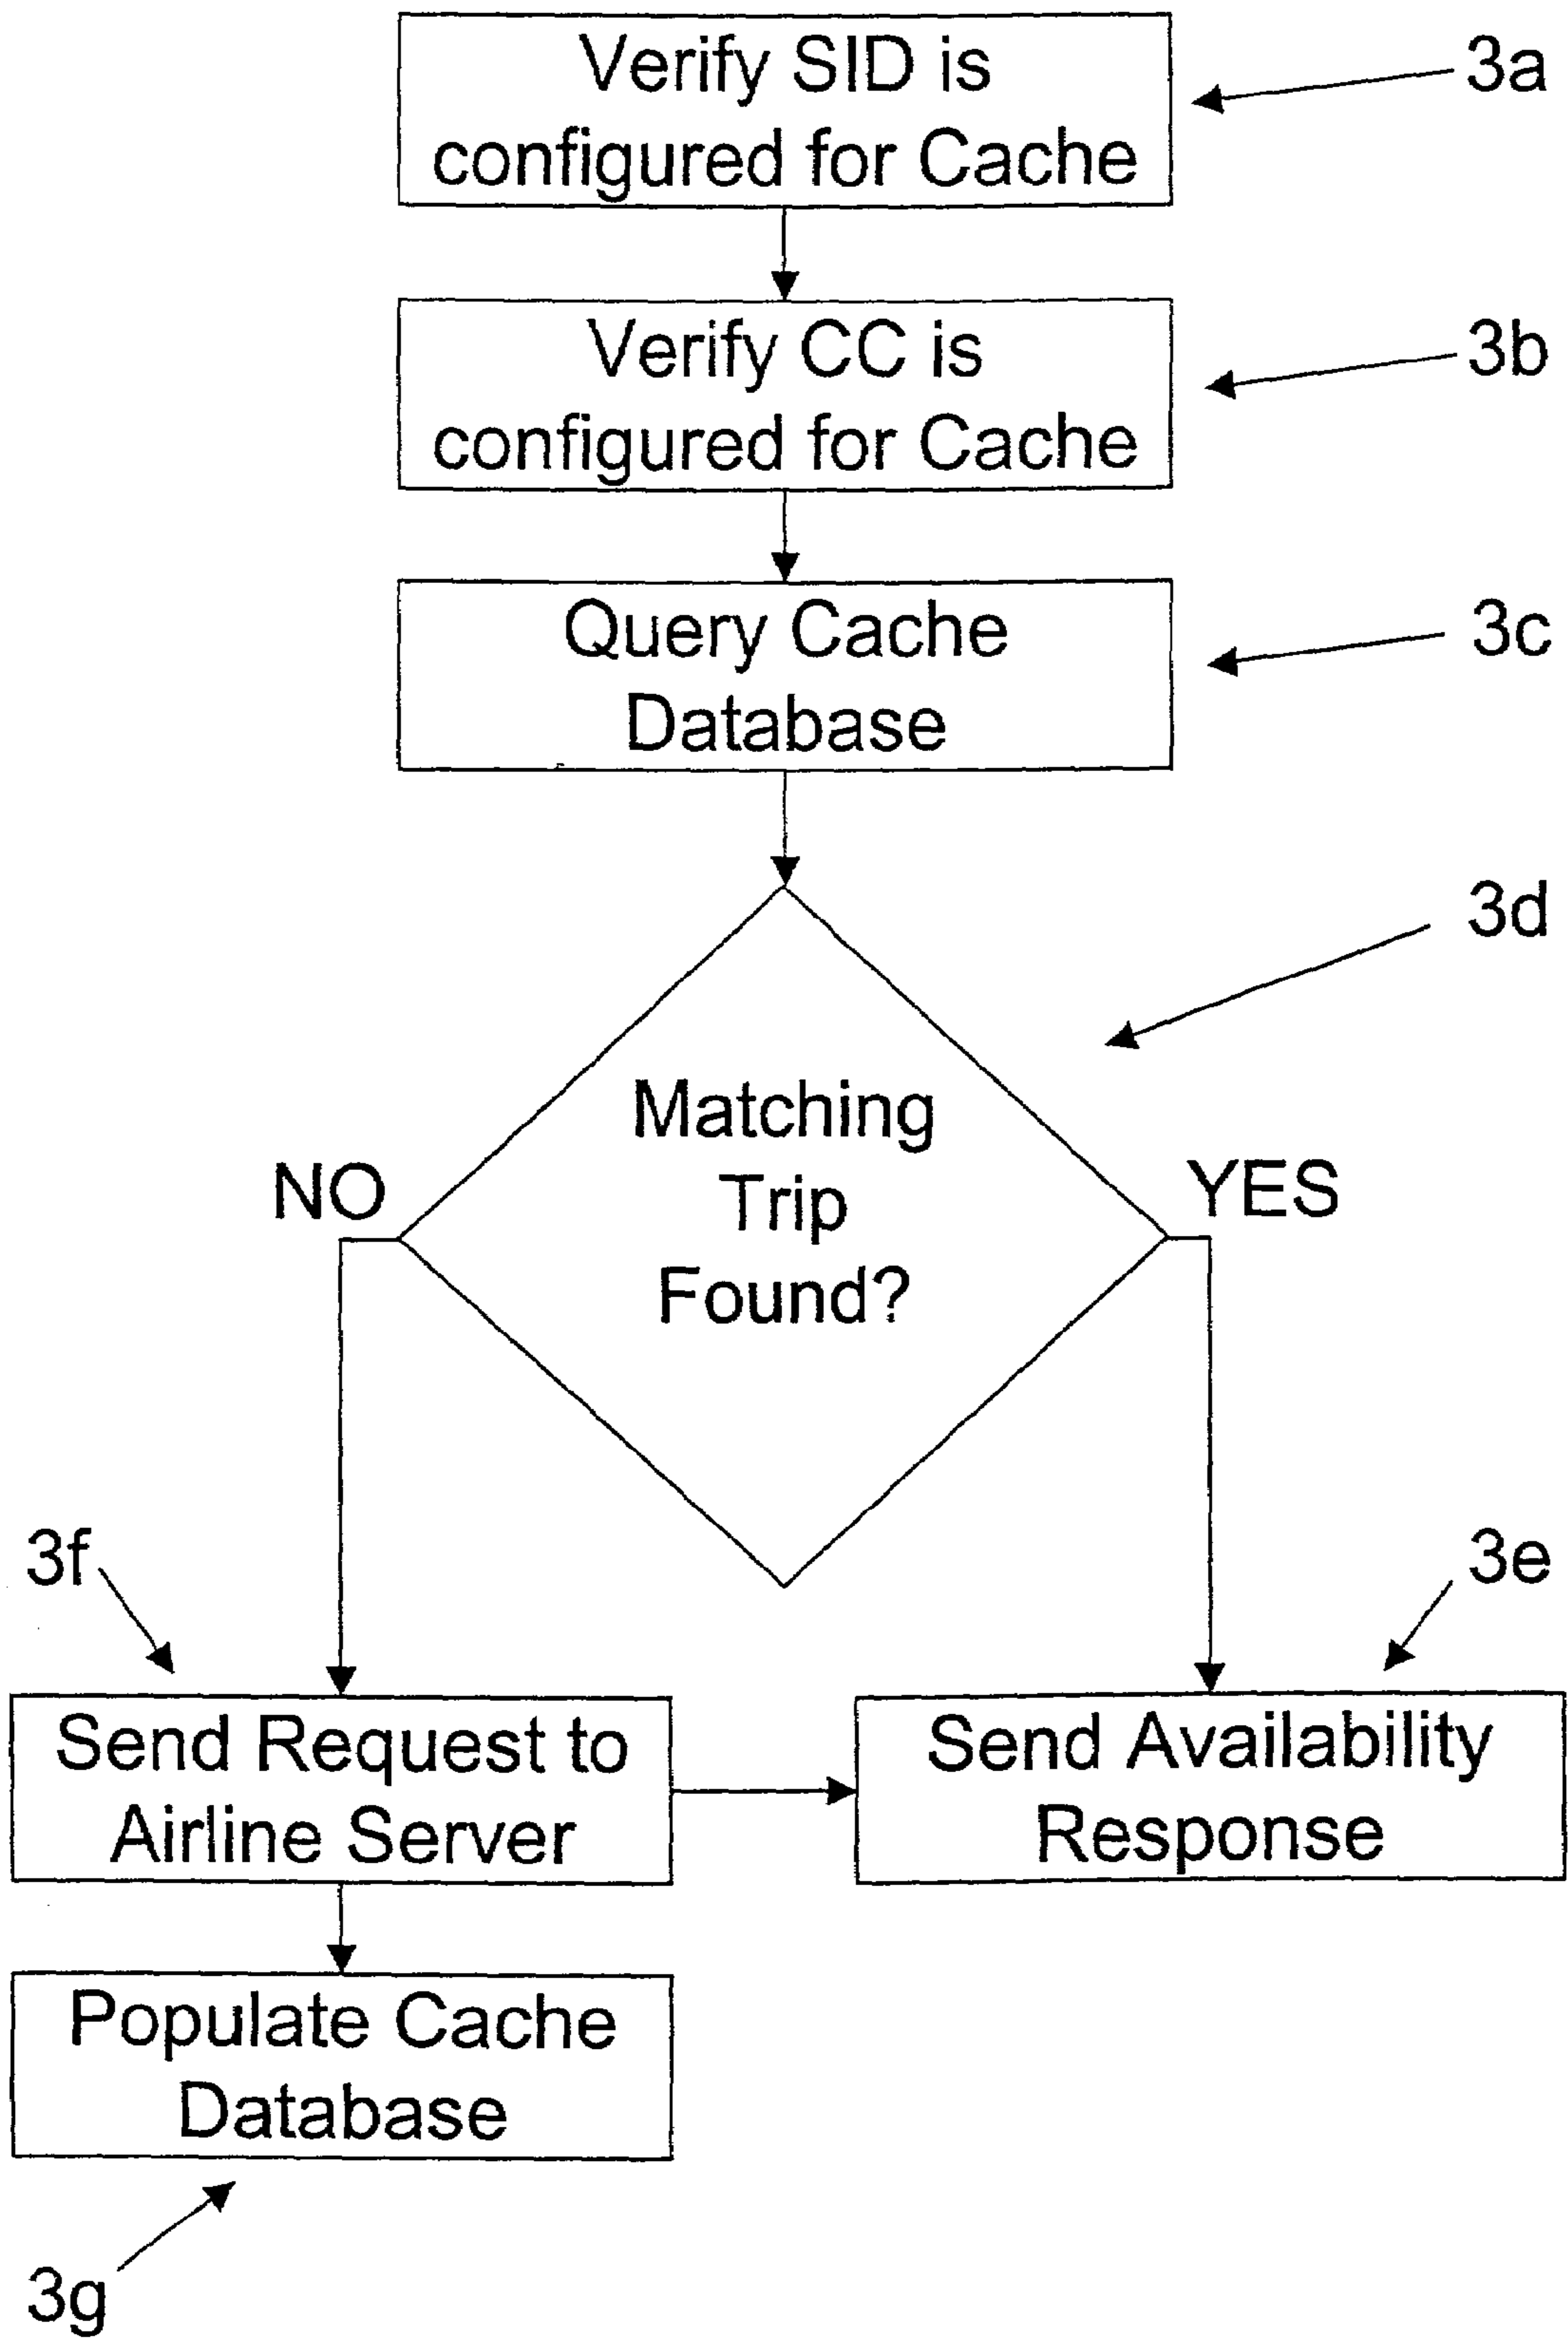 Verify SID is
configured for Cache
3a
Verify CC is
configured for Cache
3b
Query Cache
Database
3c
3d
Matching
Trip
Found?
NO
YES
3f
3e
Send Request to
Airline Server
Send Availability
Response
Populate Cache
Database
3g